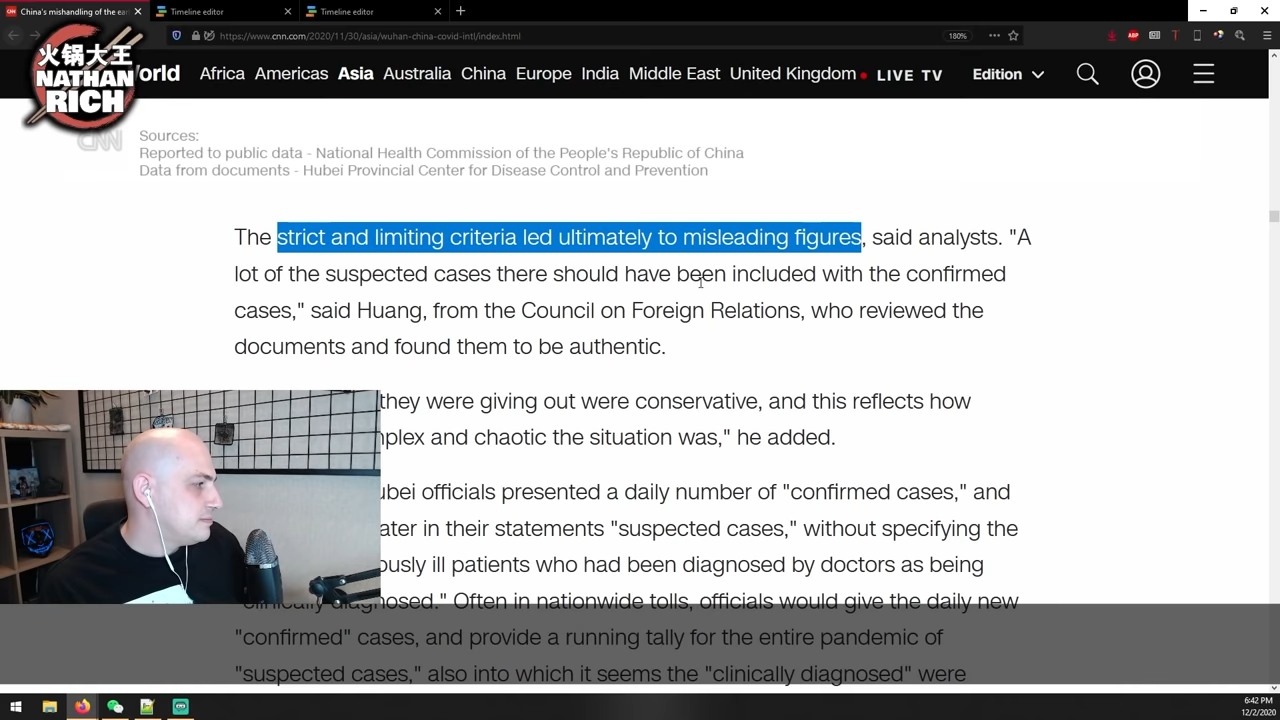 China's mishandling of the ear
Timeline editor
Timeline editor
https://www.cnn.com/2020/11/30/asia/wuhan-china-covid-intl/index.html
180%
火锅大王
NATHAN
RICH
World
Africa Americas Asia Australia China Europe India Middle East United Kingdom
LIVE TV
Edition
CNN
Sources:
Reported to public data - National Health Commission of the People's Republic of China
Data from documents - Hubei Provincial Center for Disease Control and Prevention
The strict and limiting criteria led ultimately to misleading figures, said analysts. "A
lot of the suspected cases there should have been included with the confirmed
cases," said Huang, from the Council on Foreign Relations, who reviewed the
documents and found them to be authentic.
they were giving out were conservative, and this reflects how
mplex and chaotic the situation was," he added.
ubei officials presented a daily number of "confirmed cases," and
ater in their statements "suspected cases," without specifying the
ously ill patients who had been diagnosed by doctors as being
"clinically diagnosed." Often in nationwide tolls, officials would give the daily new
"confirmed" cases, and provide a running tally for the entire pandemic of
"suspected cases," also into which it seems the "clinically diagnosed" were
6:42 PM
12/2/2020